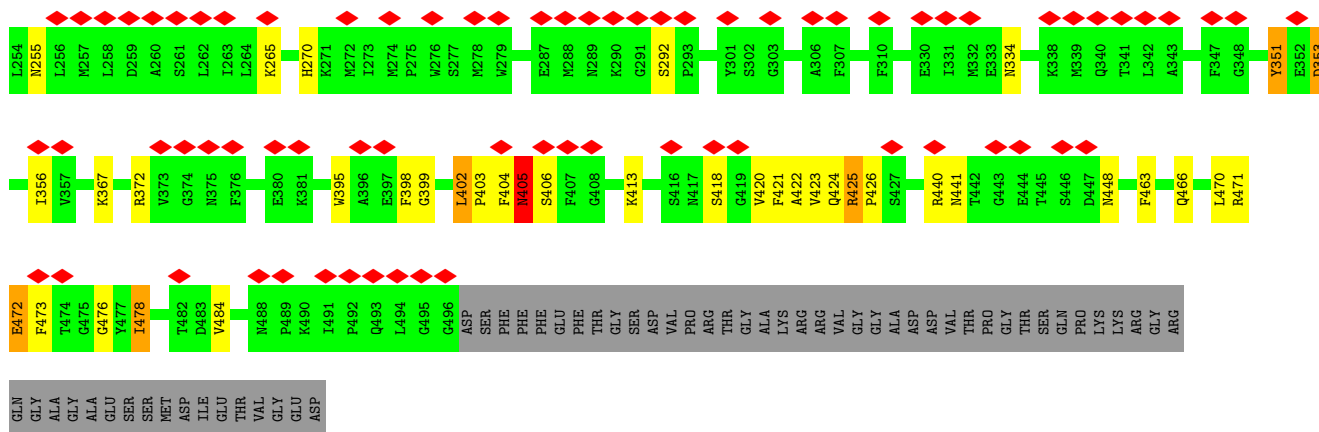 L254 N255 L256 M257 L258 D259 A260 S261 L262 I263 L264 K265 H270 K271 M272 I273 M274 P275 W276 S277 M278 W279 E287 M288 N289 K290 G291 S292 P293 Y301 S302 G303 A306 F307 F310 E330 I331 M332 E333 N334 K338 M339 Q340 T341 L342 A343 F347 G348 Y351 E352 D353
I356 V357 K367 R372 V373 G374 N375 F376 E380 K381 W395 A396 E397 F398 G399 L402 P403 F404 N405 S406 F407 G408 K413 S416 N417 S418 G419 V420 F421 A422 V423 Q424 R425 P426 S427 R440 N441 T442 G443 E444 T445 S446 D447 N448 F463 Q466 L470 R471
E472 F473 T474 G475 G476 Y477 I478 T482 D483 V484 N488 P489 K490 I491 P492 Q493 L494 G495 G496 ASP SER PHE PHE PHE GLU PHE THR GLY SER ASP VAL PRO ARG THR GLY ALA LYS ARG ARG VAL GLY GLY ALA ASP ASP VAL THR PRO GLY THR SER GLN PRO LYS LYS ARG GLY ARG
GLN GLY ALA GLY ALA GLU SER SER MET ASP ILE GLU THR VAL GLY GLU ASP